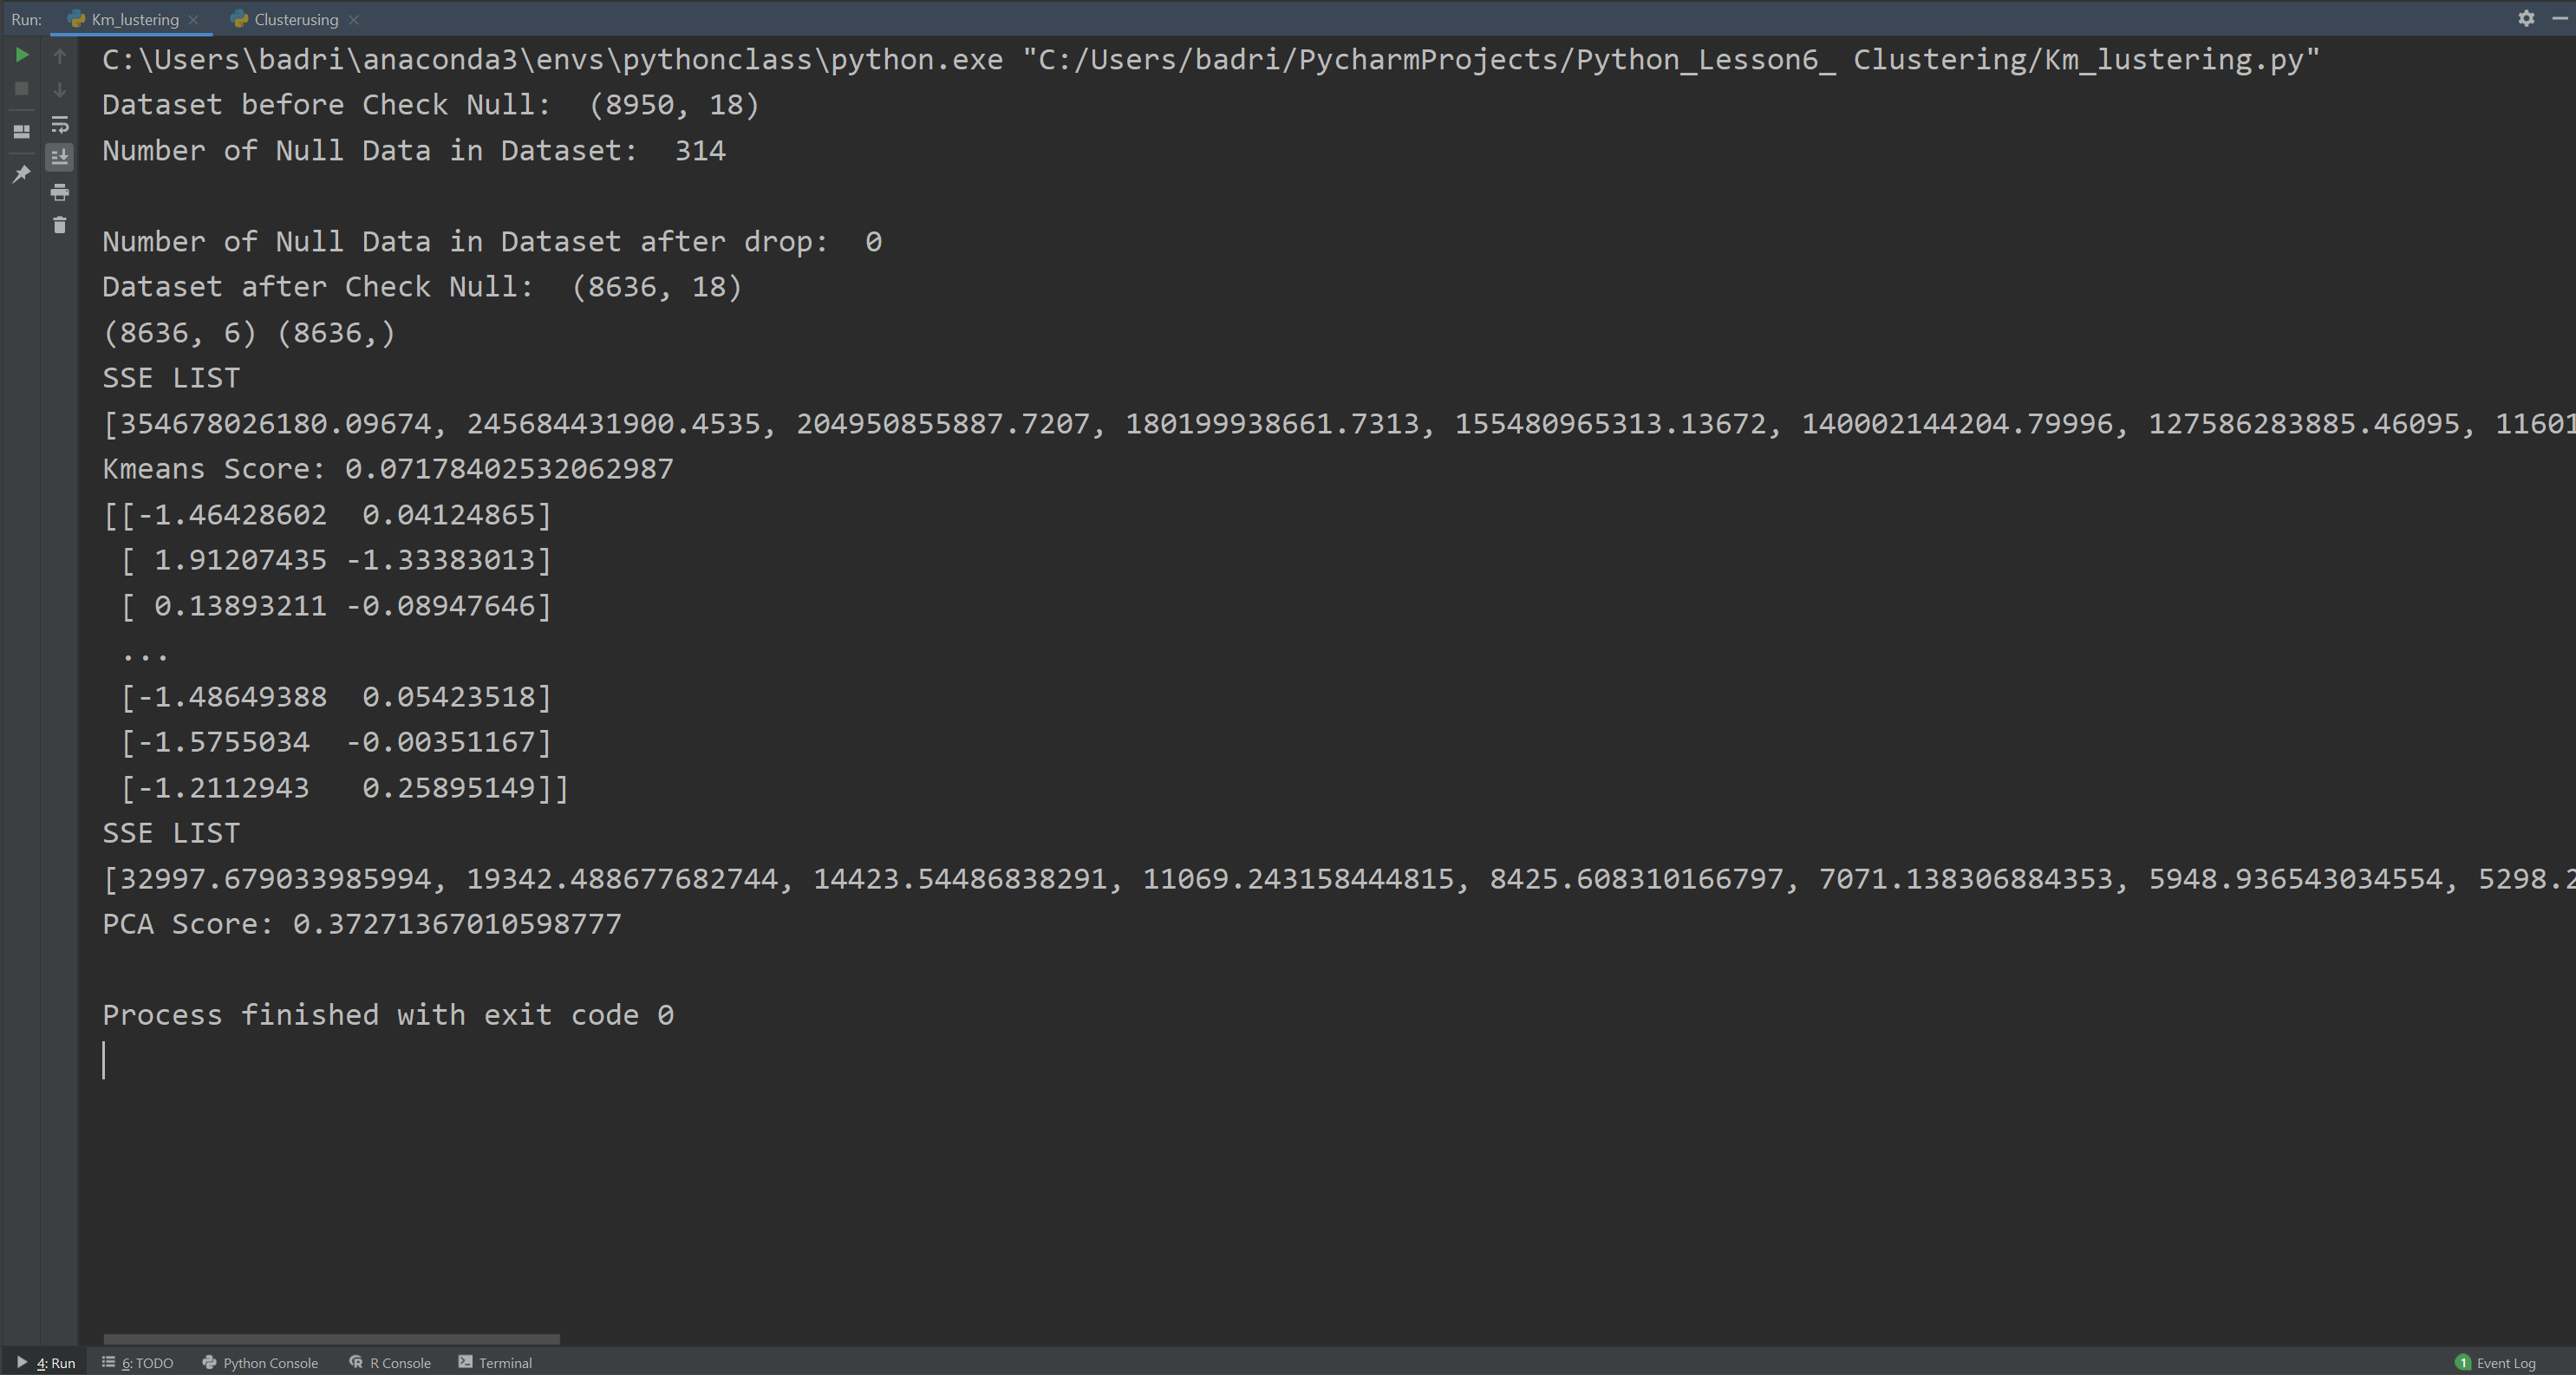 Run: Km_lustering Clusterusing
C:\Users\badri\anaconda3\envs\pythonclass\python.exe "C:/Users/badri/PycharmProjects/Python_Lesson6_ Clustering/Km_lustering.py"
Dataset before Check Null:  (8950, 18)
Number of Null Data in Dataset:  314
Number of Null Data in Dataset after drop:  0
Dataset after Check Null:  (8636, 18)
(8636, 6) (8636,)
SSE LIST
[354678026180.09674, 245684431900.4535, 204950855887.7207, 180199938661.7313, 155480965313.13672, 140002144204.79996, 127586283885.46095, 11601
Kmeans Score: 0.07178402532062987
[[-1.46428602  0.04124865]
 [ 1.91207435 -1.33383013]
 [ 0.13893211 -0.08947646]
 ...
 [-1.48649388  0.05423518]
 [-1.5755034  -0.00351167]
 [-1.2112943   0.25895149]]
SSE LIST
[32997.679033985994, 19342.488677682744, 14423.54486838291, 11069.243158444815, 8425.608310166797, 7071.138306884353, 5948.936543034554, 5298.2
PCA Score: 0.37271367010598777
Process finished with exit code 0
4: Run 6: TODO Python Console R Console Terminal 1 Event Log